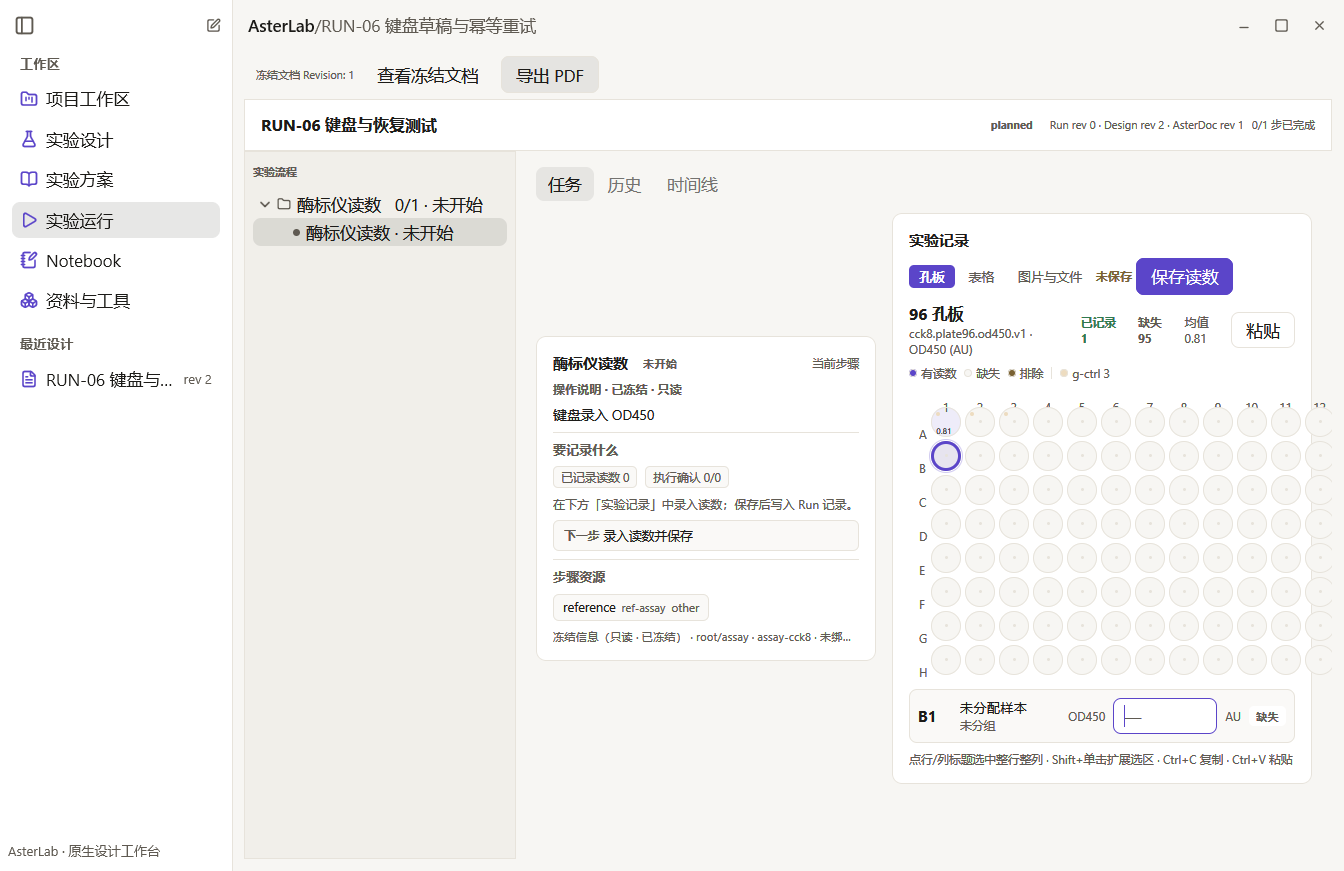 AsterLab/RUN-06 键盘草稿与幂等重试
工作区
项目工作区
实验设计
实验方案
实验运行
Notebook
资料与工具
最近设计
RUN-06 键盘与... rev 2
AsterLab · 原生设计工作台
冻结文档 Revision: 1 查看冻结文档 导出 PDF
RUN-06 键盘与恢复测试
planned Run rev 0 · Design rev 2 · AsterDoc rev 1 0/1 步已完成
实验流程
酶标仪读数 0/1 · 未开始
酶标仪读数 · 未开始
任务 历史 时间线
酶标仪读数 未开始 当前步骤
操作说明 · 已冻结 · 只读
键盘录入 OD450
要记录什么
已记录读数 0 执行确认 0/0
在下方「实验记录」中录入读数；保存后写入 Run 记录。
下一步 录入读数并保存
步骤资源
reference ref-assay other
冻结信息（只读 · 已冻结） · root/assay · assay-cck8 · 未绑...
实验记录
孔板 表格 图片与文件 未保存 保存读数
96 孔板
cck8.plate96.od450.v1 ·
OD450 (AU)
已记录 缺失 均值
1 95 0.81
粘贴
有读数 缺失 排除 g-ctrl 3
1 2 3 4 5 6 7 8 9 10 11 12
A 0.81
B
C
D
E
F
G
H
B1 未分配样本 OD450 — AU 缺失
未分组
点行/列标题选中整行整列 · Shift+单击扩展选区 · Ctrl+C 复制 · Ctrl+V 粘贴